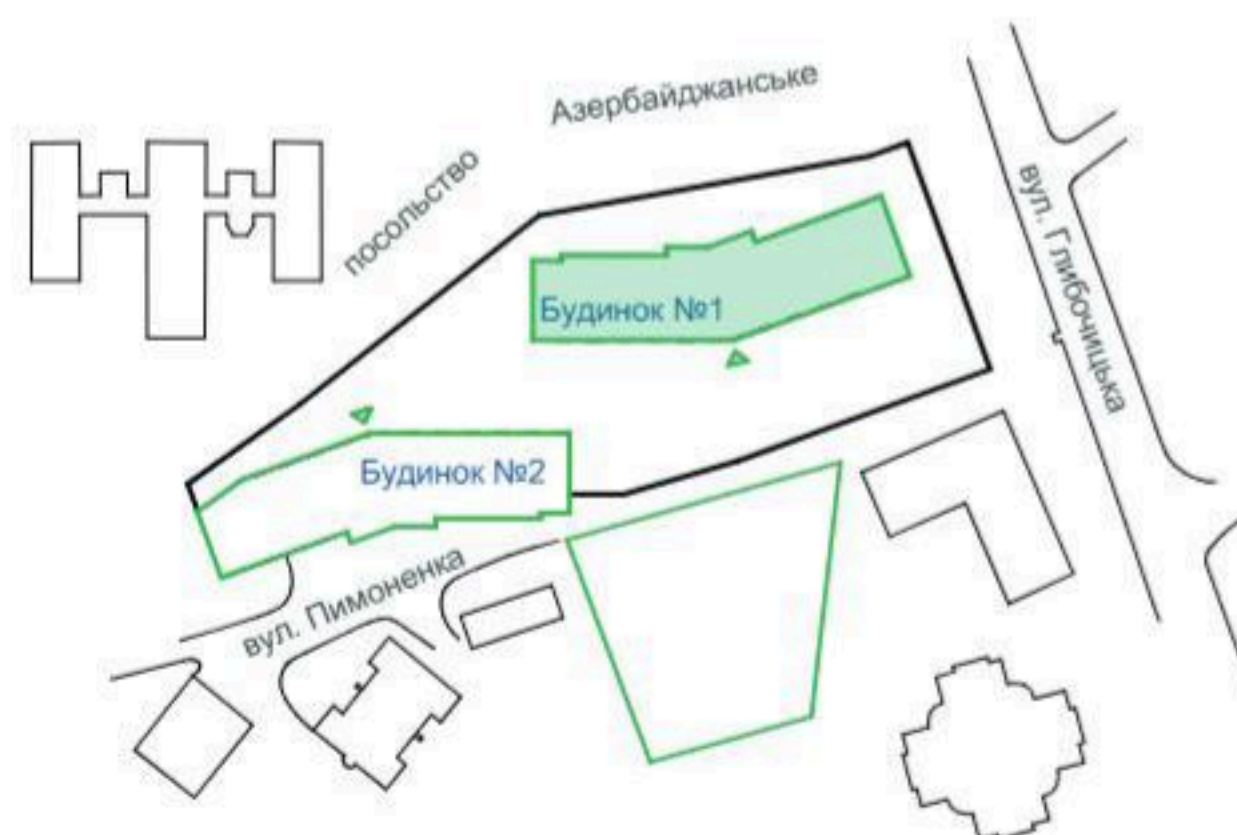 Азербайджанське
посольство
вул. Глибочицька
Будинок №1
Будинок №2
вул. Пимоненка